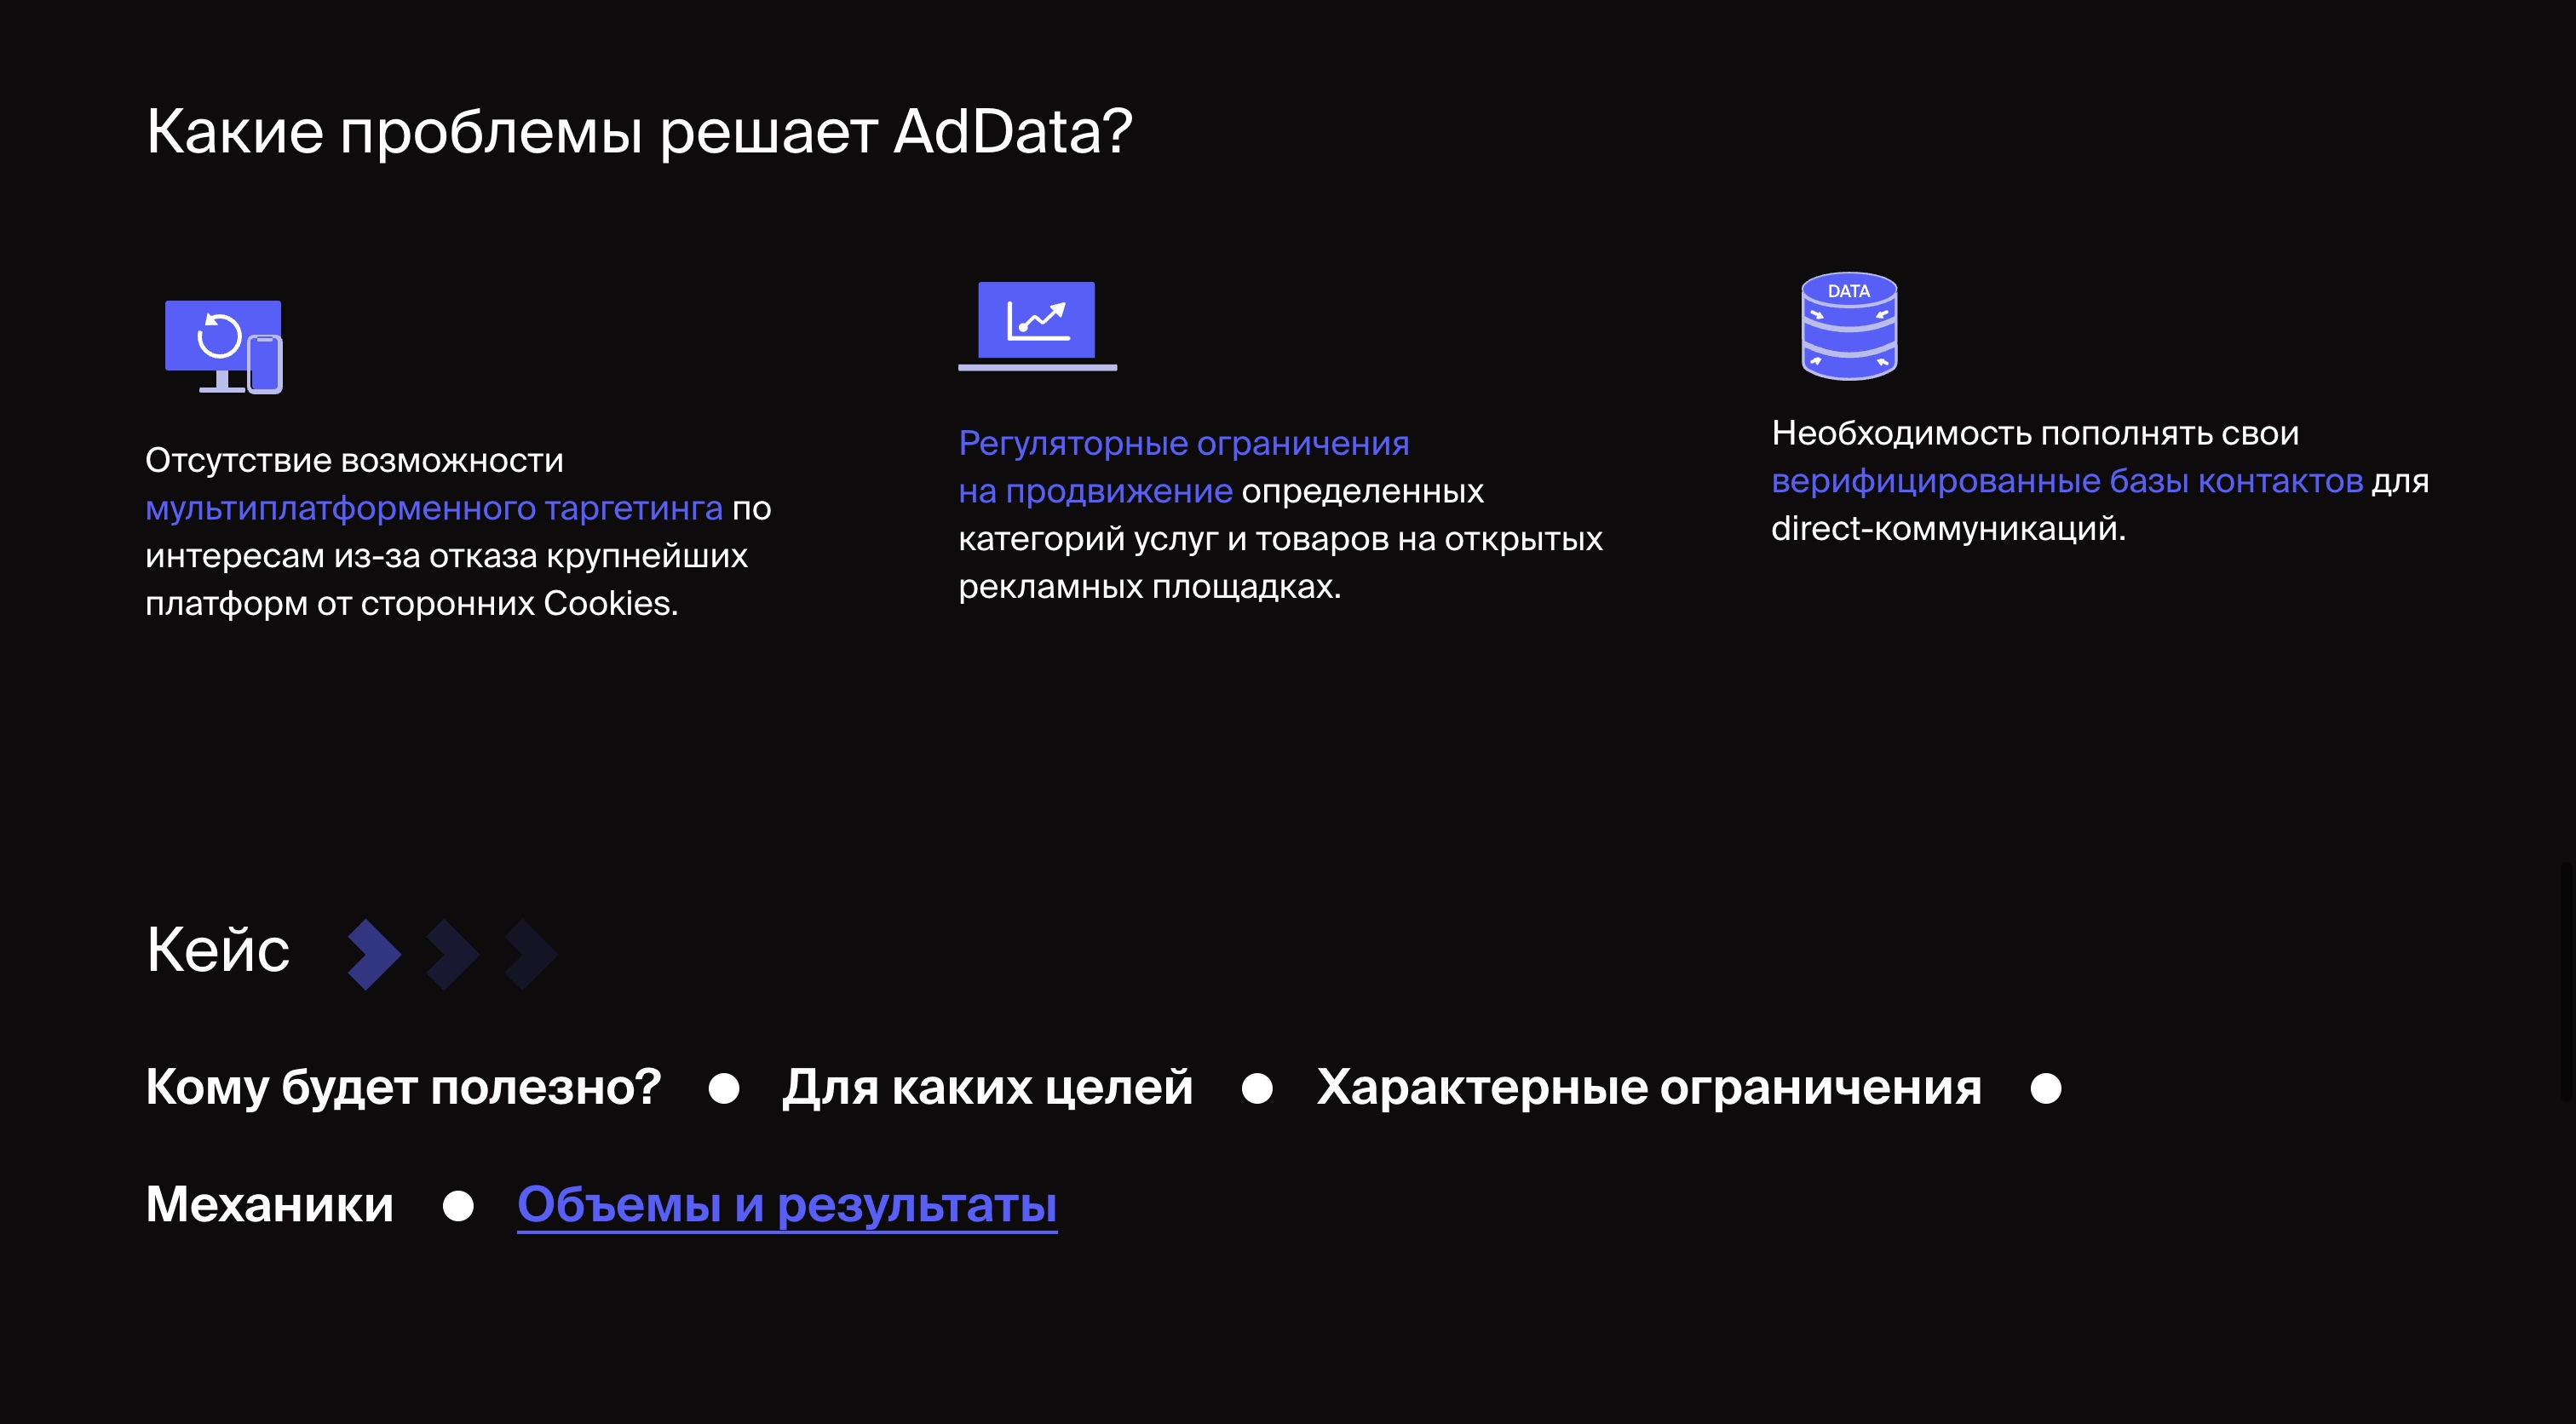 Какие проблемы решает AdData?
Отсутствие возможности
мультиплатформенного таргетинга по
интересам из-за отказа крупнейших
платформ от сторонних Cookies.
Регуляторные ограничения
на продвижение определенных
категорий услуг и товаров на открытых
рекламных площадках.
DATA
Необходимость пополнять свои
верифицированные базы контактов для
direct-коммуникаций.
Кейс
Кому будет полезно? ● Для каких целей ● Характерные ограничения ●
Механики ● Объемы и результаты